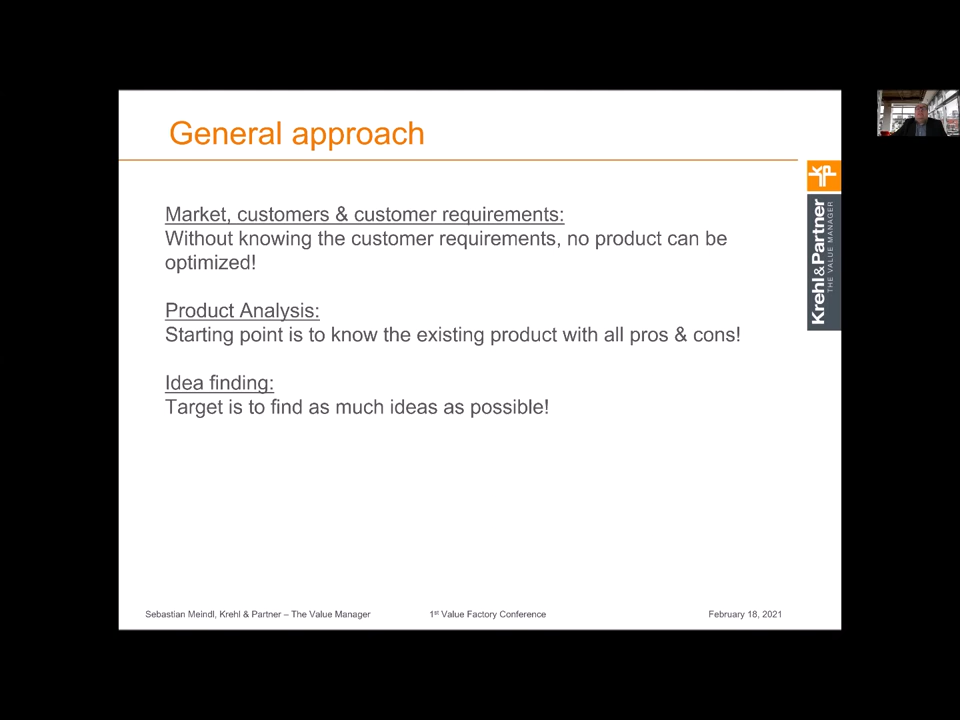 General approach
Market, customers & customer requirements:
Without knowing the customer requirements, no product can be
optimized!
Product Analysis:
Starting point is to know the existing product with all pros & cons!
Idea finding:
Target is to find as much ideas as possible!
kp
Krehl&Partner
THE VALUE MANAGER
Sebastian Meindl, Krehl & Partner – The Value Manager
1st Value Factory Conference
February 18, 2021